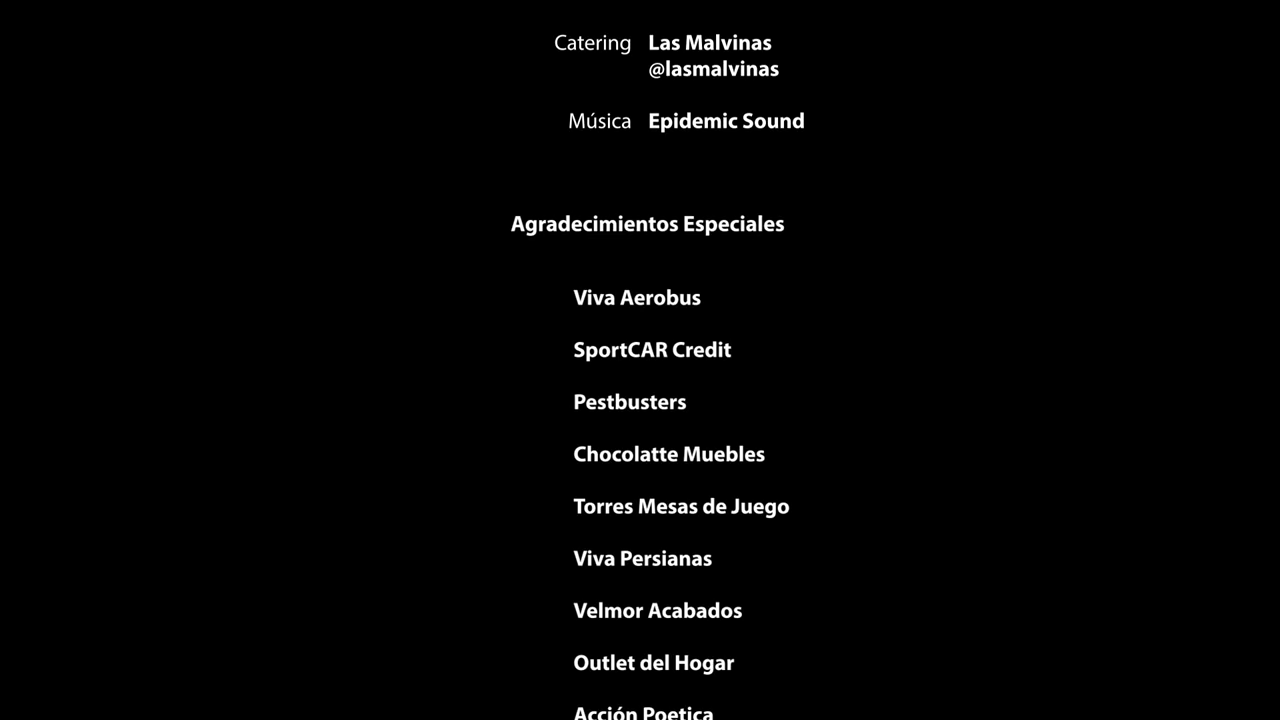 Catering Las Malvinas
@lasmalvinas
Música Epidemic Sound
Agradecimientos Especiales
Viva Aerobus
SportCAR Credit
Pestbusters
Chocolatte Muebles
Torres Mesas de Juego
Viva Persianas
Velmor Acabados
Outlet del Hogar
Acción Poetica